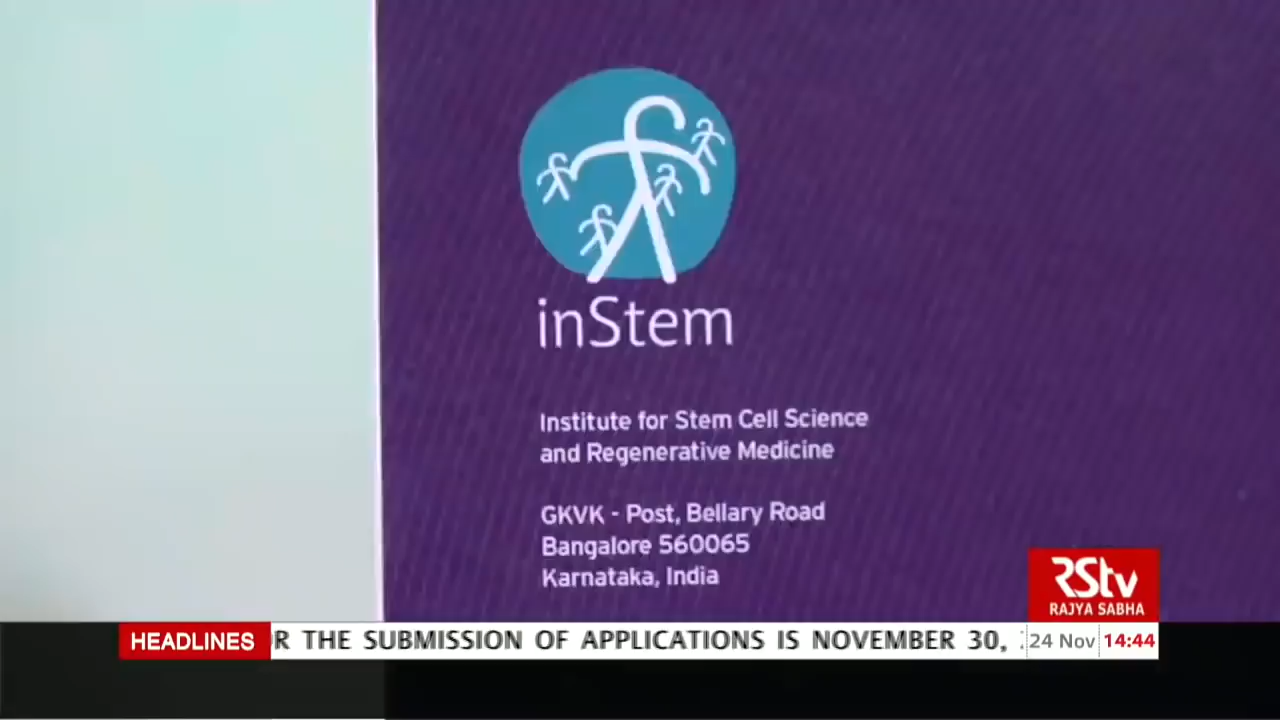 inStem
Institute for Stem Cell Science
and Regenerative Medicine
GKVK - Post, Bellary Road
Bangalore 560065
Karnataka, India
RStv
RAJYA SABHA
HEADLINES
R THE SUBMISSION OF APPLICATIONS IS NOVEMBER 30,
24 Nov 14:44